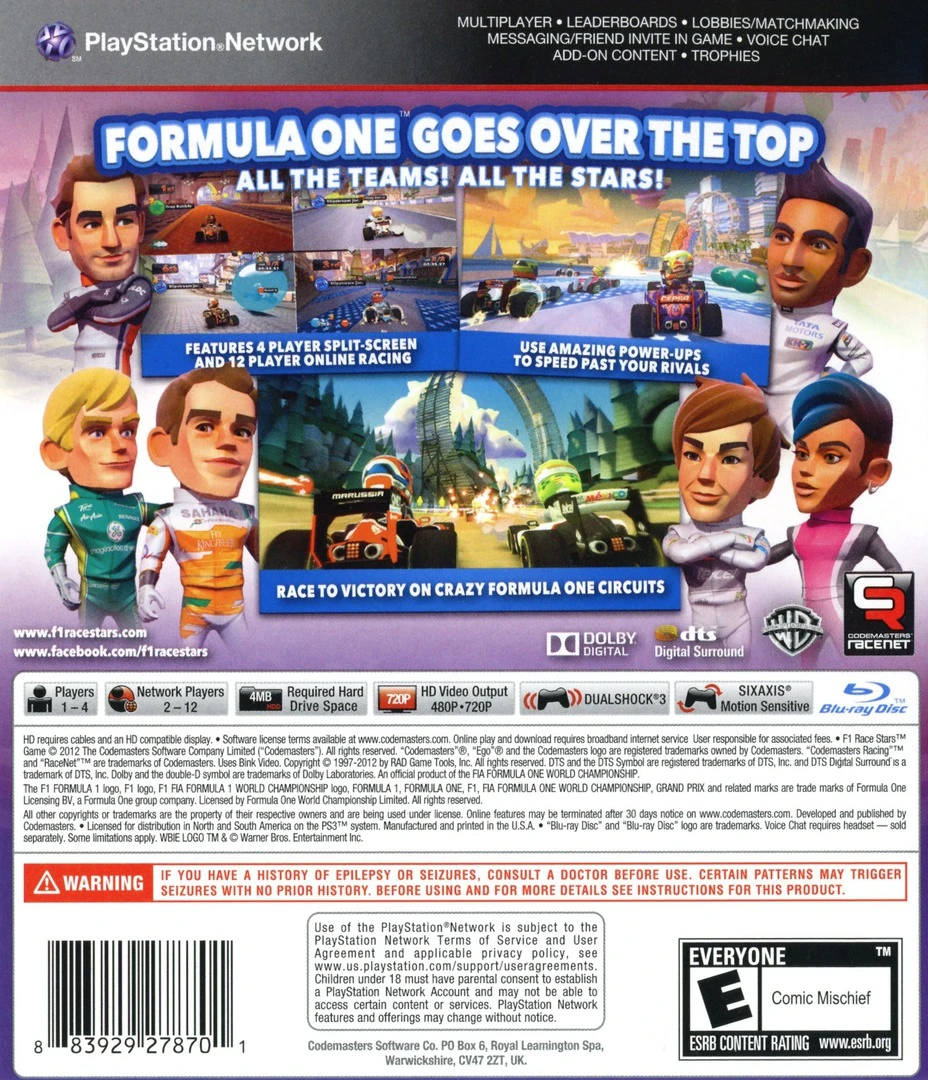 PlayStation®Network
SM
MULTIPLAYER • LEADERBOARDS • LOBBIES/MATCHMAKING
MESSAGING/FRIEND INVITE IN GAME • VOICE CHAT
ADD-ON CONTENT • TROPHIES
FORMULA ONE™ GOES OVER THE TOP
ALL THE TEAMS! ALL THE STARS!
FEATURES 4 PLAYER SPLIT-SCREEN
AND 12 PLAYER ONLINE RACING
USE AMAZING POWER-UPS
TO SPEED PAST YOUR RIVALS
CEPSA
TATA
MOTORS
MARUSSIA
MÉXICO
SAHARA
Air Asia
RENAULT
GE
RACE TO VICTORY ON CRAZY FORMULA ONE CIRCUITS
www.f1racestars.com
www.facebook.com/f1racestars
DOLBY
DIGITAL
dts
Digital Surround
WB
CODEMASTERS
RACENET
Players
1 – 4
Network Players
2 – 12
4MB
HDD
Required Hard
Drive Space
720P
HD Video Output
480P•720P
DUALSHOCK®3
SIXAXIS®
Motion Sensitive
Blu-ray Disc™
HD requires cables and an HD compatible display. • Software license terms available at www.codemasters.com. Online play and download requires broadband internet service User responsible for associated fees. • F1 Race Stars™
Game © 2012 The Codemasters Software Company Limited ("Codemasters"). All rights reserved. "Codemasters"®, "Ego"® and the Codemasters logo are registered trademarks owned by Codemasters. "Codemasters Racing"™
and "RaceNet"™ are trademarks of Codemasters. Uses Bink Video. Copyright © 1997-2012 by RAD Game Tools, Inc. All rights reserved. DTS and the DTS Symbol are registered trademarks of DTS, Inc. and DTS Digital Surround is a
trademark of DTS, Inc. Dolby and the double-D symbol are trademarks of Dolby Laboratories. An official product of the FIA FORMULA ONE WORLD CHAMPIONSHIP.
The F1 FORMULA 1 logo, F1 logo, F1 FIA FORMULA 1 WORLD CHAMPIONSHIP logo, FORMULA 1, FORMULA ONE, F1, FIA FORMULA ONE WORLD CHAMPIONSHIP, GRAND PRIX and related marks are trade marks of Formula One
Licensing BV, a Formula One group company. Licensed by Formula One World Championship Limited. All rights reserved.
All other copyrights or trademarks are the property of their respective owners and are being used under license. Online features may be terminated after 30 days notice on www.codemasters.com. Developed and published by
Codemasters. • Licensed for distribution in North and South America on the PS3™ system. Manufactured and printed in the U.S.A. • "Blu-ray Disc" and "Blu-ray Disc" logo are trademarks. Voice Chat requires headset — sold
separately. Some limitations apply. WBIE LOGO TM & © Warner Bros. Entertainment Inc.
WARNING
IF YOU HAVE A HISTORY OF EPILEPSY OR SEIZURES, CONSULT A DOCTOR BEFORE USE. CERTAIN PATTERNS MAY TRIGGER
SEIZURES WITH NO PRIOR HISTORY. BEFORE USING AND FOR MORE DETAILS SEE INSTRUCTIONS FOR THIS PRODUCT.
Use of the PlayStation®Network is subject to the
PlayStation Network Terms of Service and User
Agreement and applicable privacy policy, see
www.us.playstation.com/support/useragreements.
Children under 18 must have parental consent to establish
a PlayStation Network Account and may not be able to
access certain content or services. PlayStation Network
features and offerings may change without notice.
Codemasters Software Co. PO Box 6, Royal Leamington Spa,
Warwickshire, CV47 2ZT, UK.
8 83929 27870 1
EVERYONE ™
E
Comic Mischief
ESRB CONTENT RATING www.esrb.org